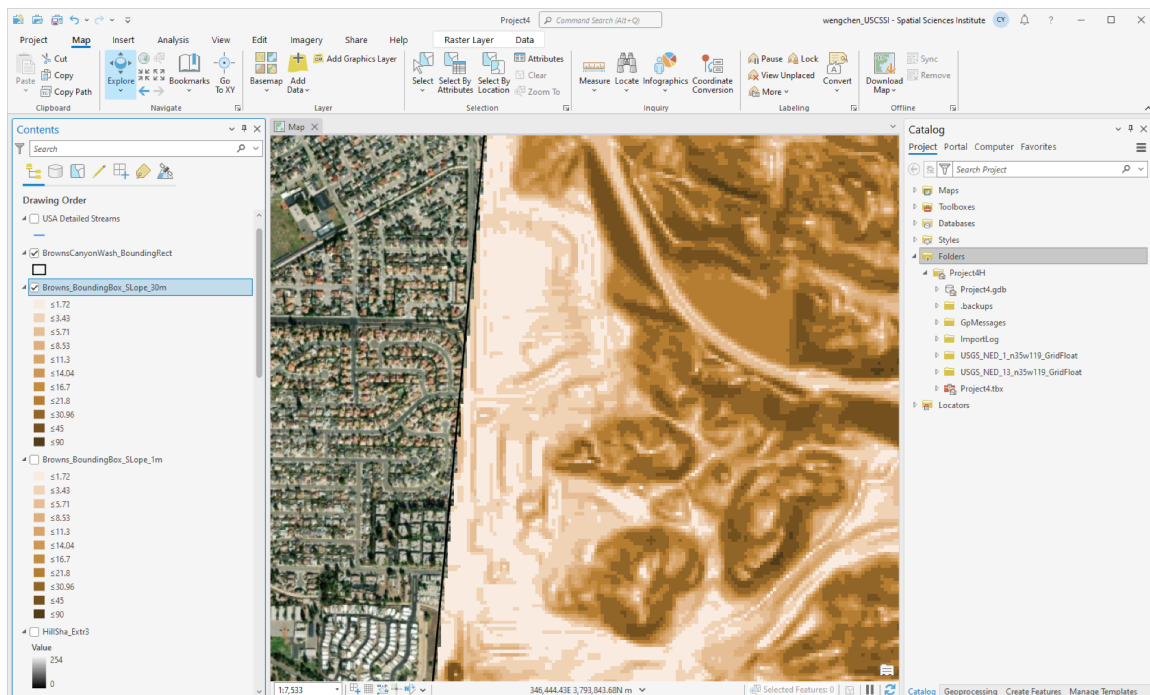 Project4
Command Search (Alt+Q)
wengchen_USCSSI - Spatial Sciences Institute
CY
?
Project
Map
Insert
Analysis
View
Edit
Imagery
Share
Help
Raster Layer
Data
Paste
Cut
Copy
Copy Path
Clipboard
Explore
Bookmarks
Go To XY
Navigate
Basemap
Add Data
Add Graphics Layer
Layer
Select
Select By Attributes
Select By Location
Attributes
Clear
Zoom To
Selection
Measure
Locate
Infographics
Coordinate Conversion
Inquiry
Pause
Lock
View Unplaced
More
Convert
Labeling
Download Map
Sync
Remove
Offline
Contents
Search
Drawing Order
USA Detailed Streams
BrownsCanyonWash_BoundingRect
Browns_BoundingBox_SLope_30m
≤1.72
≤3.43
≤5.71
≤8.53
≤11.3
≤14.04
≤16.7
≤21.8
≤30.96
≤45
≤90
Browns_BoundingBox_SLope_1m
≤1.72
≤3.43
≤5.71
≤8.53
≤11.3
≤14.04
≤16.7
≤21.8
≤30.96
≤45
≤90
HillSha_Extr3
Value
254
0
Map
1:7,533
346,444.43E 3,793,843.68N m
Selected Features: 0
Catalog
Project Portal Computer Favorites
Search Project
Maps
Toolboxes
Databases
Styles
Folders
Project4H
Project4.gdb
.backups
GpMessages
ImportLog
USGS_NED_1_n35w119_GridFloat
USGS_NED_13_n35w119_GridFloat
Project4.tbx
Locators
Catalog Geoprocessing Create Features Manage Templates